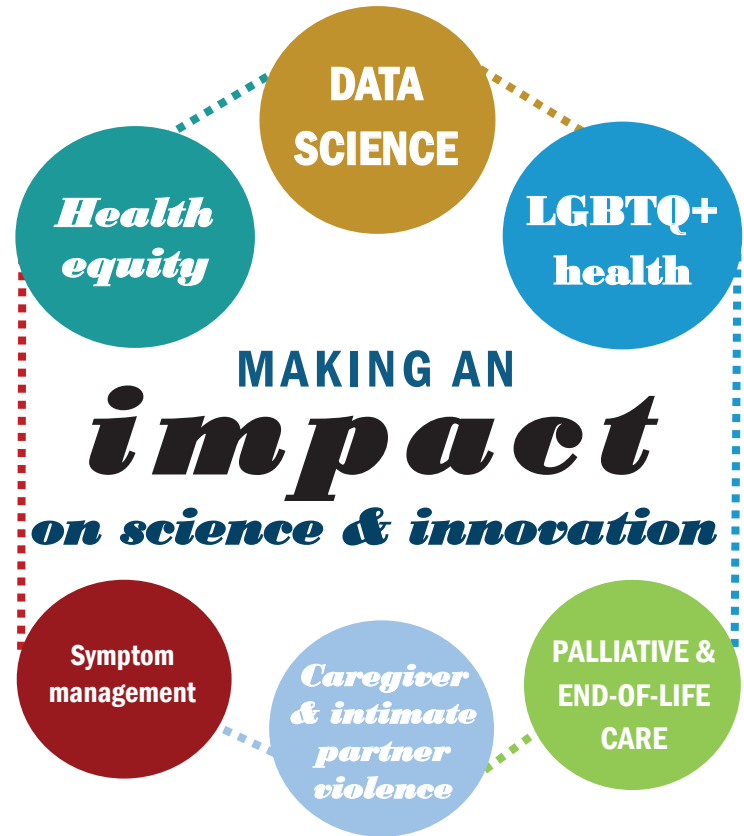 DATA
SCIENCE
Health
equity
LGBTQ+
health
MAKING AN
impact
on science & innovation
Symptom
management
Caregiver
& intimate
partner
violence
PALLIATIVE &
END-OF-LIFE
CARE